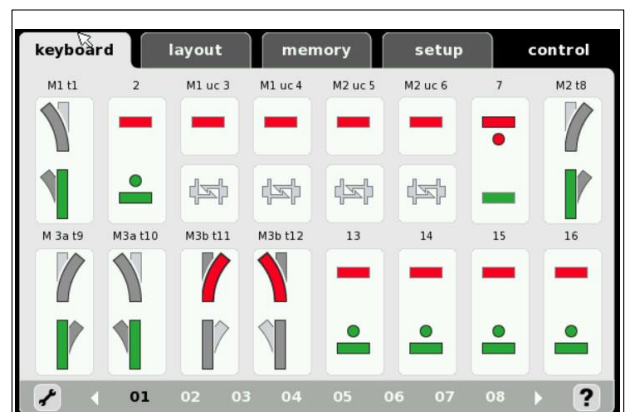 keyboard layout memory setup control
M1 t1 2 M1 uc 3 M1 uc 4 M2 uc 5 M2 uc 6 7 M2 t8
M 3a t9 M3a t10 M3b t11 M3b t12 13 14 15 16
01 02 03 04 05 06 07 08 ?